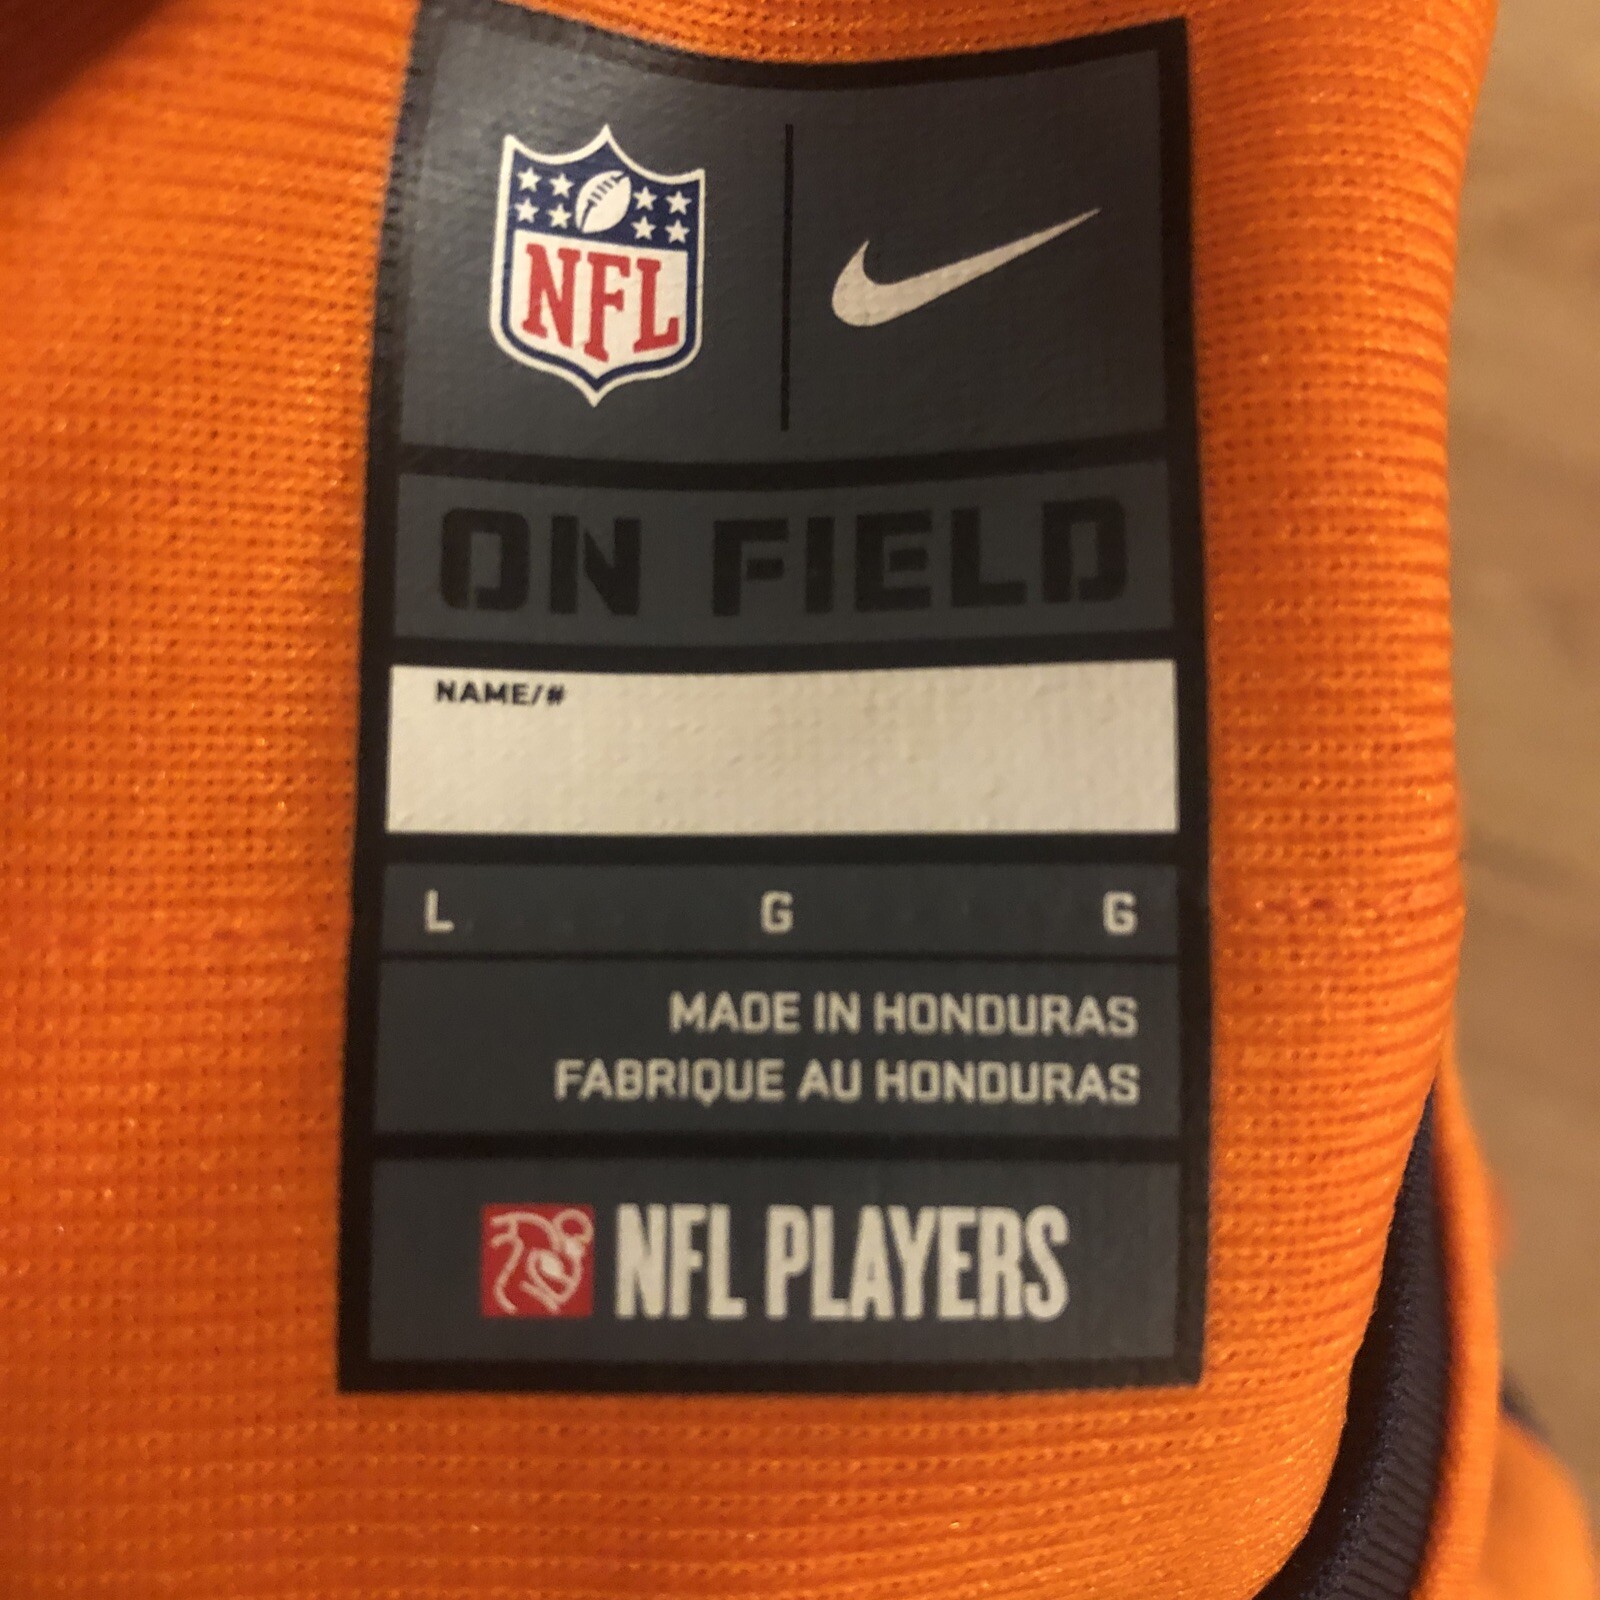 NFL
ON FIELD
NAME/#
L G G
MADE IN HONDURAS
FABRIQUE AU HONDURAS
NFL PLAYERS